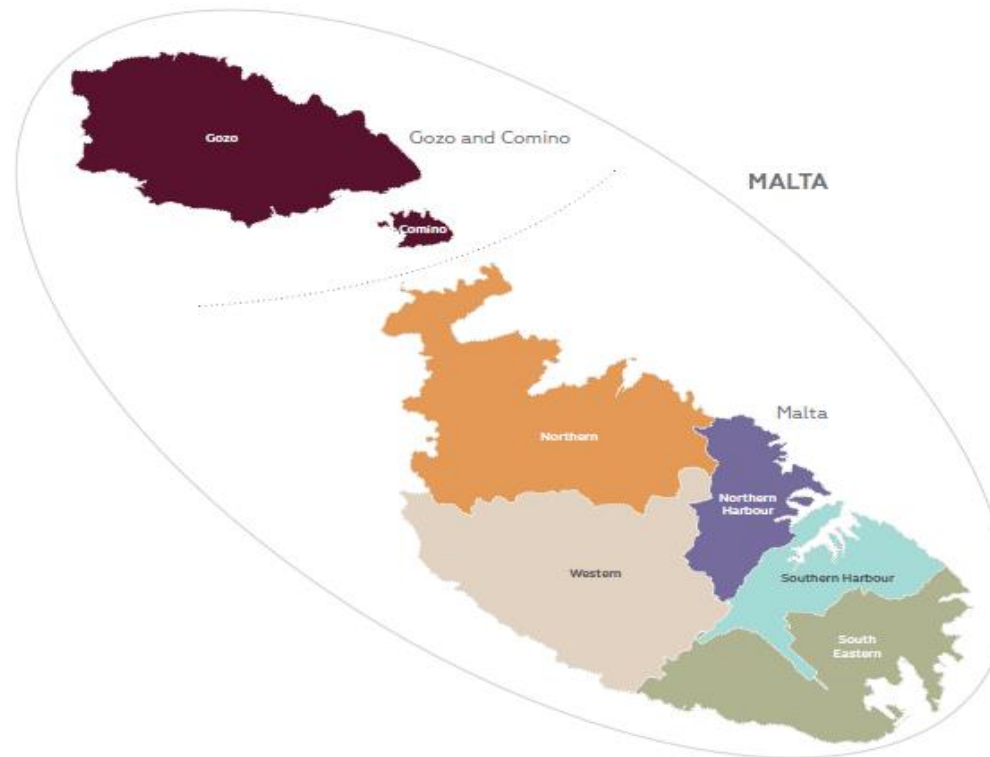 Gozo
Gozo and Comino
MALTA
Comino
Malta
Northern
Northern
Harbour
Western
Southern Harbour
South
Eastern